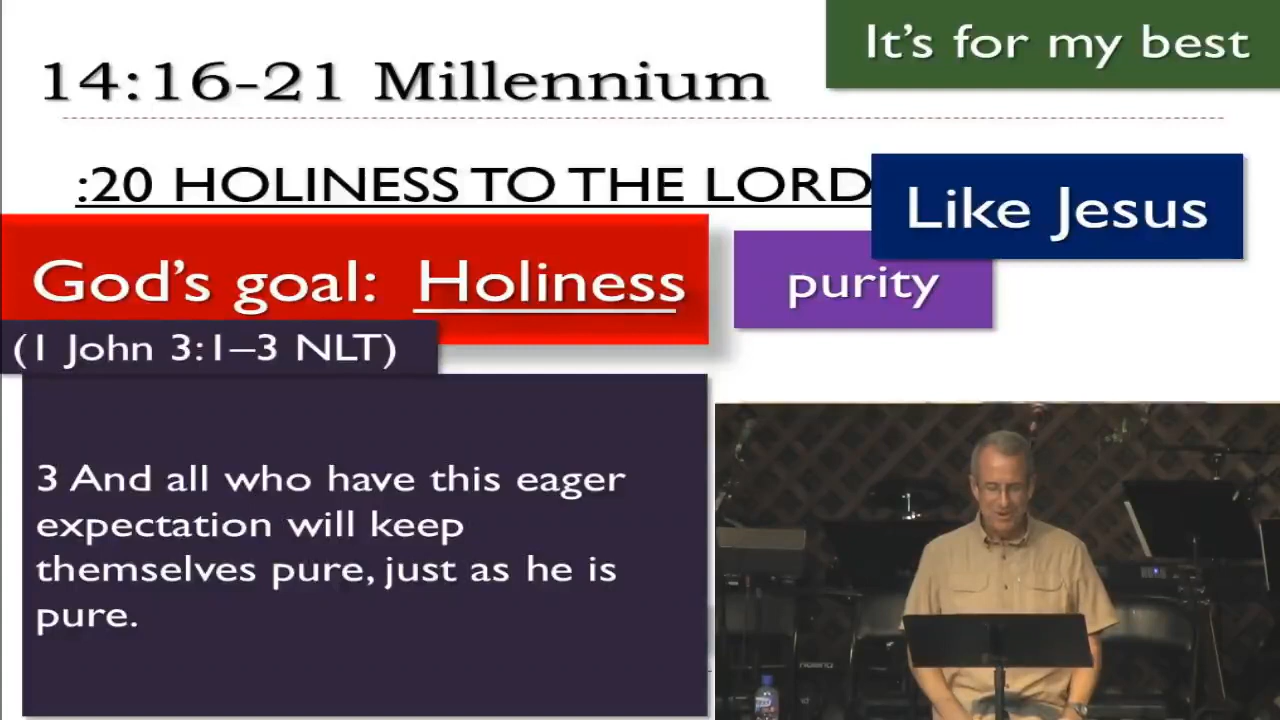 It's for my best
14:16-21 Millennium
:20 HOLINESS TO THE LORD
Like Jesus
God's goal: Holiness
purity
(1 John 3:1–3 NLT)
3 And all who have this eager
expectation will keep
themselves pure, just as he is
pure.
Roland